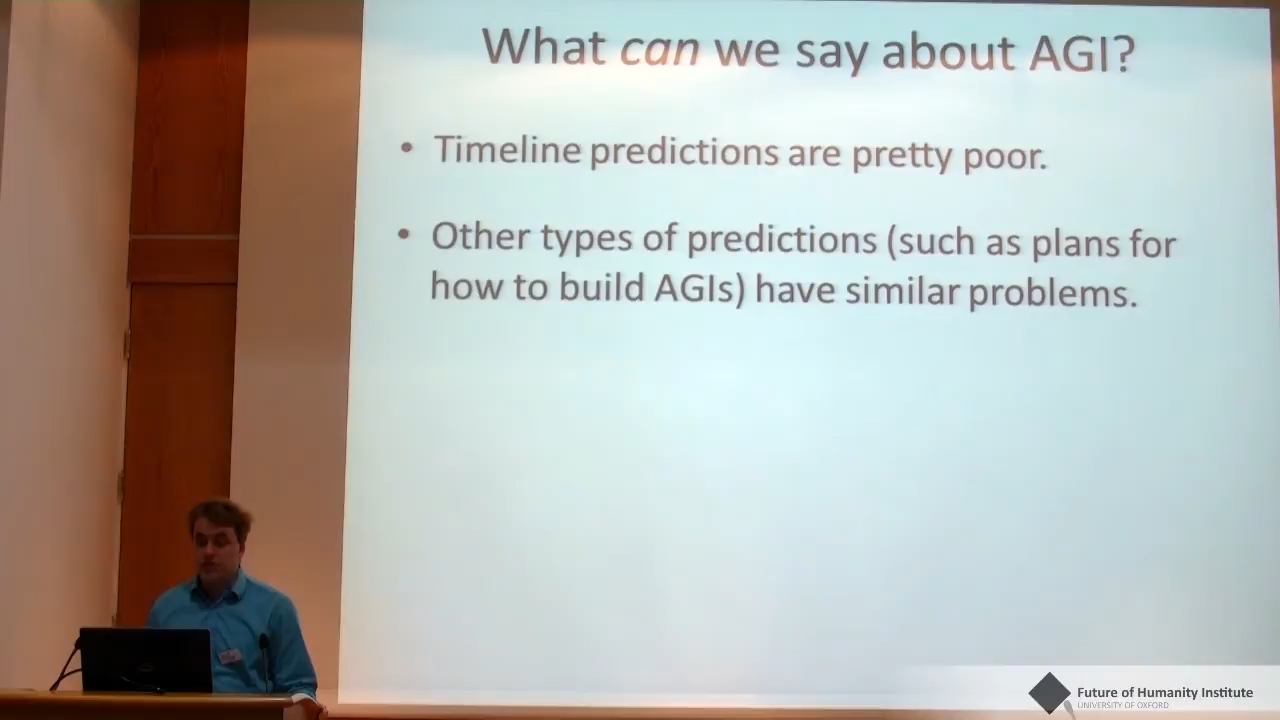 What can we say about AGI?
• Timeline predictions are pretty poor.
• Other types of predictions (such as plans for
how to build AGIs) have similar problems.
Future of Humanity Institute
UNIVERSITY OF OXFORD